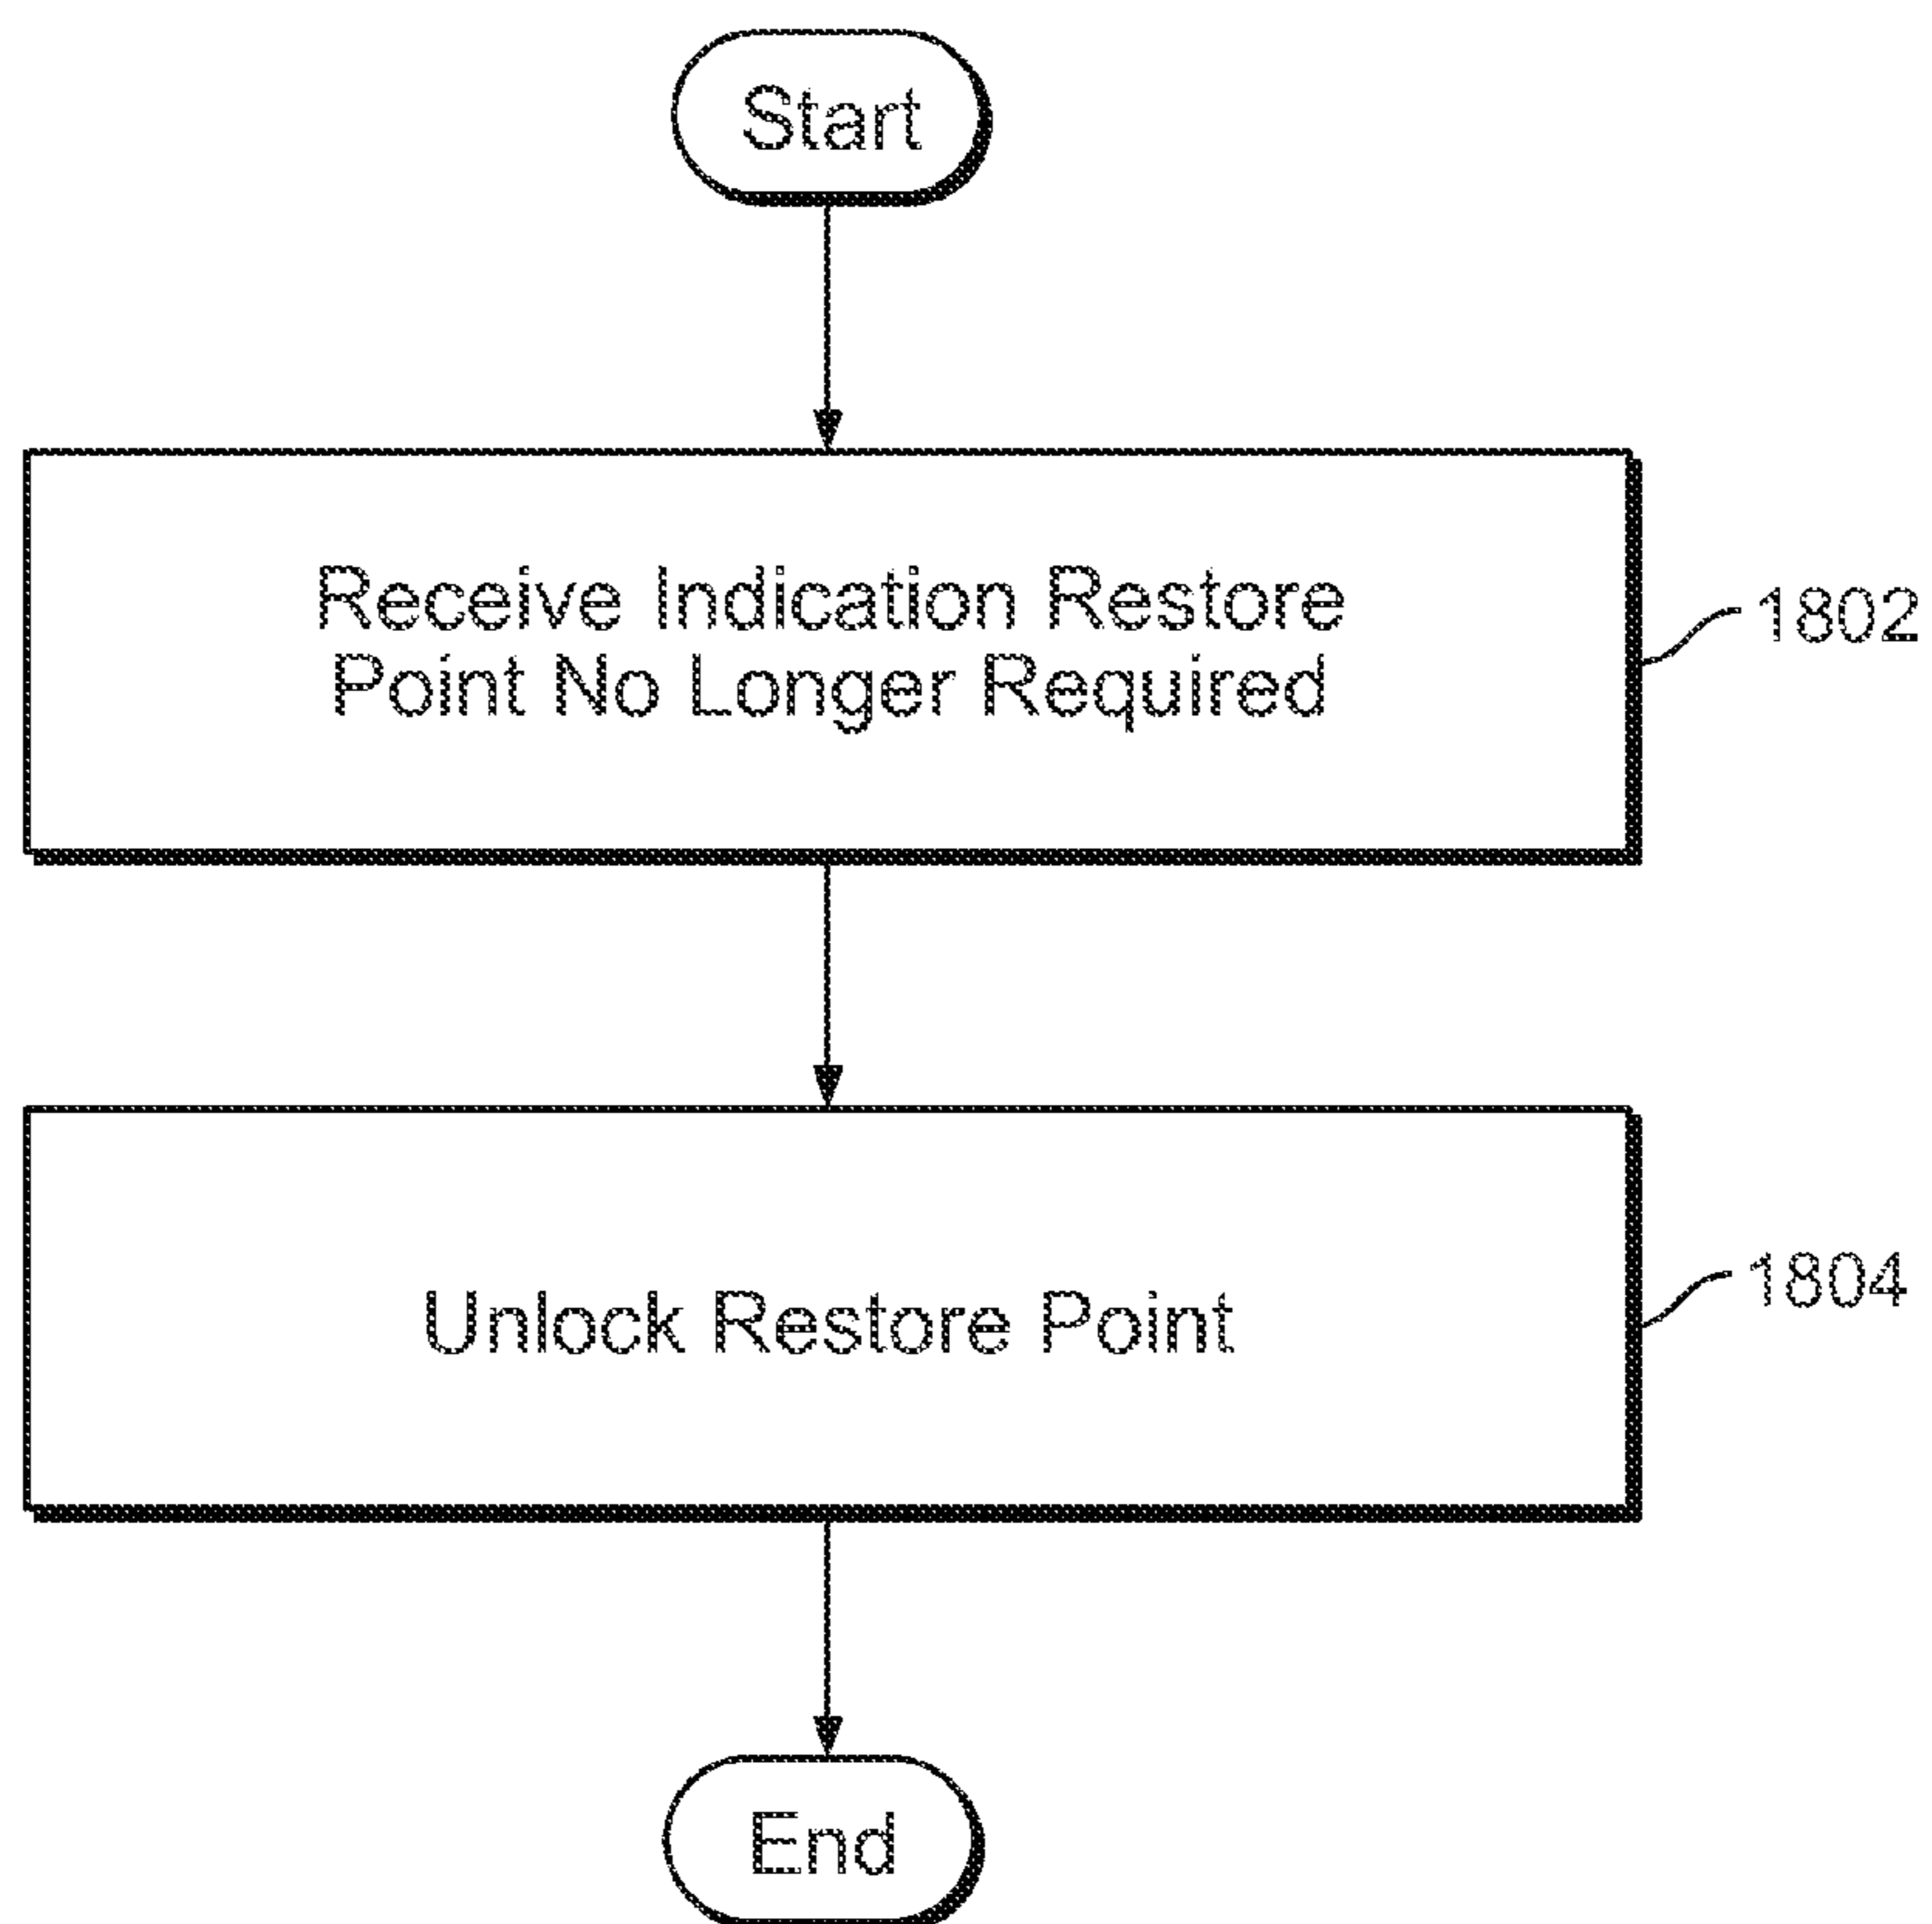 Start
Receive Indication Restore
Point No Longer Required
1802
Unlock Restore Point
1804
End